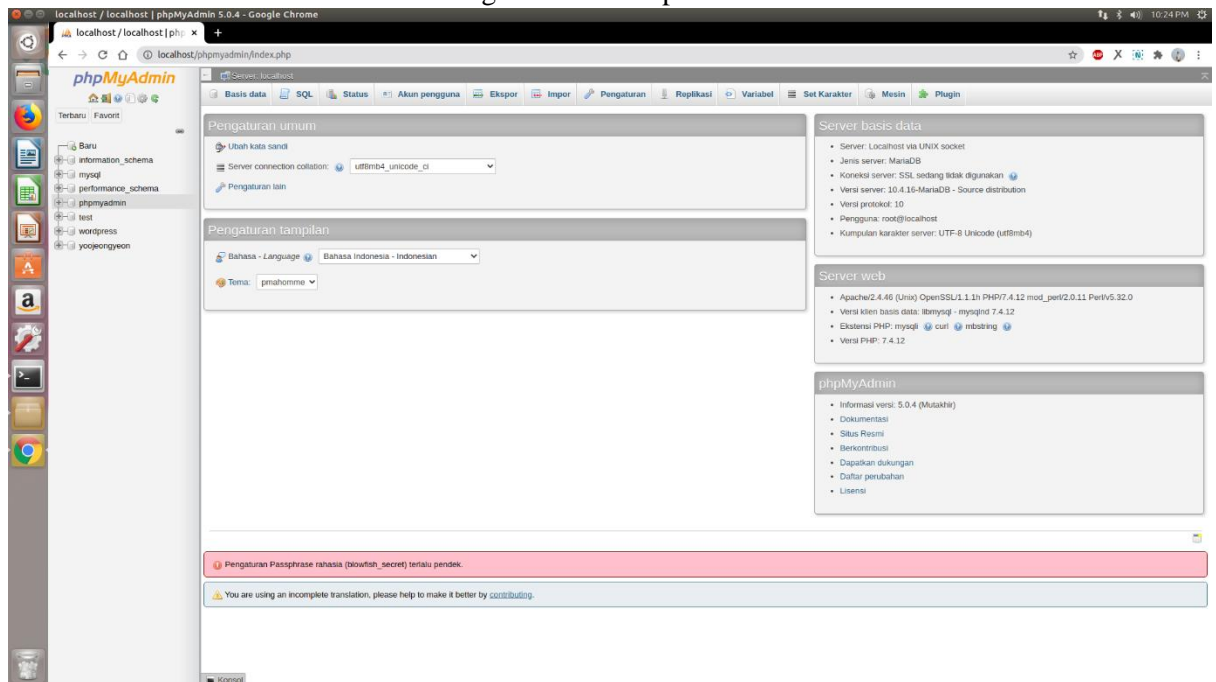 localhost / localhost | phpMyAdmin 5.0.4 - Google Chrome
10:24 PM
localhost / localhost | php
localhost/phpmyadmin/index.php
phpMyAdmin
Terbaru Favorit
Baru
information_schema
mysql
performance_schema
phpmyadmin
test
wordpress
yoojeongyeon
Server: localhost
Basis data SQL Status Akun pengguna Ekspor Impor Pengaturan Replikasi Variabel Set Karakter Mesin Plugin
Pengaturan umum
Ubah kata sandi
Server connection collation: utf8mb4_unicode_ci
Pengaturan lain
Pengaturan tampilan
Bahasa - Language Bahasa Indonesia - Indonesian
Tema: pmahomme
Server basis data
• Server: Localhost via UNIX socket
• Jenis server: MariaDB
• Koneksi server: SSL sedang tidak digunakan
• Versi server: 10.4.16-MariaDB - Source distribution
• Versi protokol: 10
• Pengguna: root@localhost
• Kumpulan karakter server: UTF-8 Unicode (utf8mb4)
Server web
• Apache/2.4.46 (Unix) OpenSSL/1.1.1h PHP/7.4.12 mod_perl/2.0.11 Perl/v5.32.0
• Versi klien basis data: libmysql - mysqlnd 7.4.12
• Ekstensi PHP: mysqli curl mbstring
• Versi PHP: 7.4.12
phpMyAdmin
• Informasi versi: 5.0.4 (Mutakhir)
• Dokumentasi
• Situs Resmi
• Berkontribusi
• Dapatkan dukungan
• Daftar perubahan
• Lisensi
Pengaturan Passphrase rahasia (blowfish_secret) terlalu pendek.
You are using an incomplete translation, please help to make it better by contributing.
Konsol